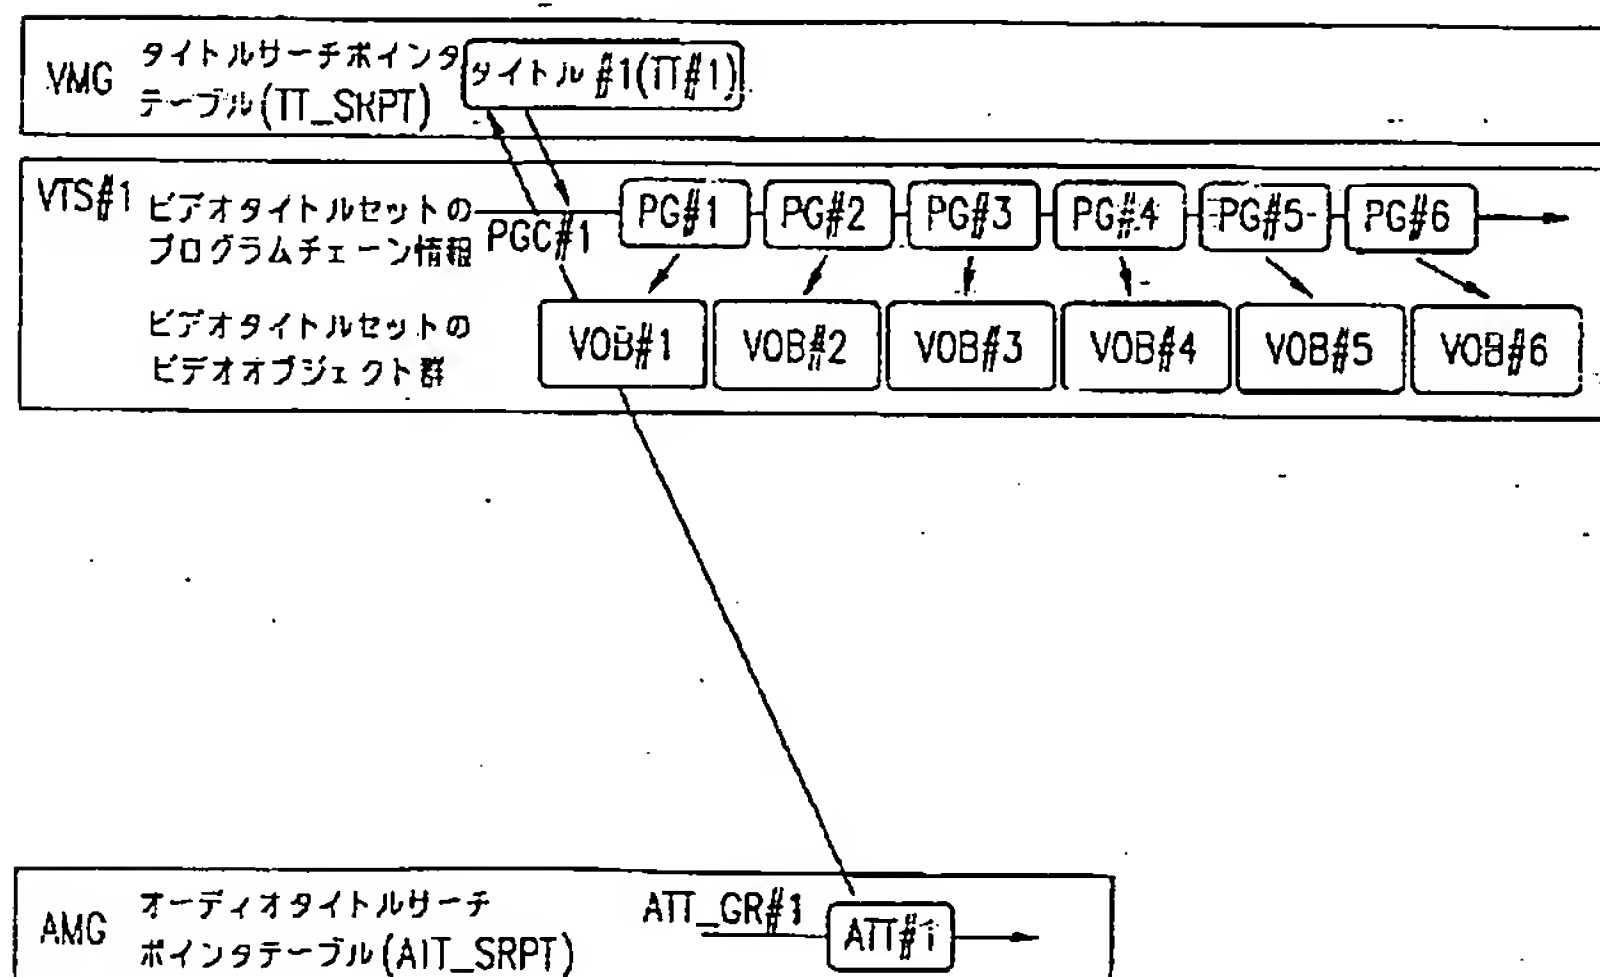 VMG
タイトルサーチポインタ
テーブル(TT_SRPT)
タイトル #1(TT#1)
VTS#1
ビデオタイトルセットの
プログラムチェーン情報
PGC#1
PG#1
PG#2
PG#3
PG#4
PG#5
PG#6
ビデオタイトルセットの
ビデオオブジェクト群
VOB#1
VOB#2
VOB#3
VOB#4
VOB#5
VOB#6
AMG
オーディオタイトルサーチ
ポインタテーブル(AIT_SRPT)
ATT_GR#1
ATT#1